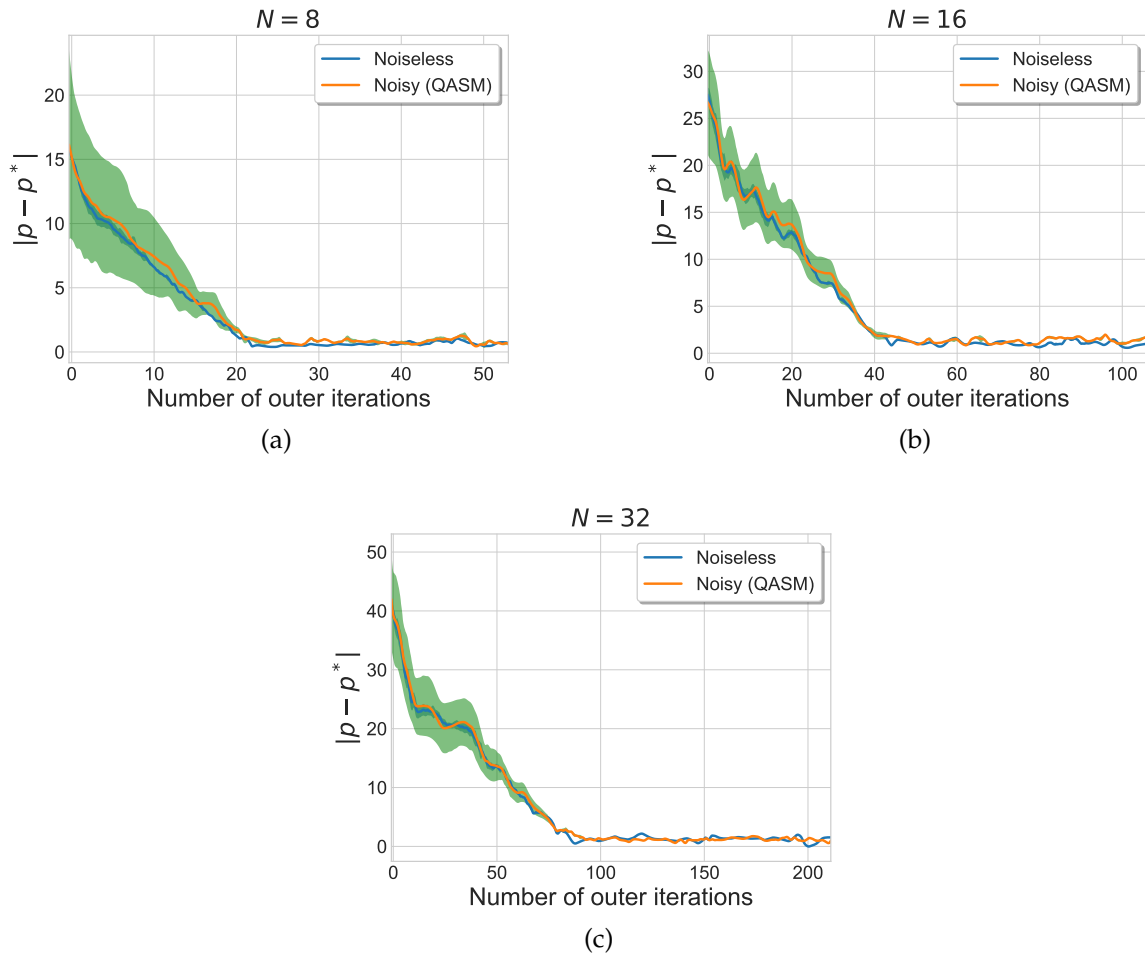 N = 8
Noiseless
Noisy (QASM)
|p − p*|
20
15
10
5
0
0 10 20 30 40 50
Number of outer iterations
(a)
N = 16
Noiseless
Noisy (QASM)
|p − p*|
30
25
20
15
10
5
0
0 20 40 60 80 100
Number of outer iterations
(b)
N = 32
Noiseless
Noisy (QASM)
|p − p*|
50
40
30
20
10
0
0 50 100 150 200
Number of outer iterations
(c)